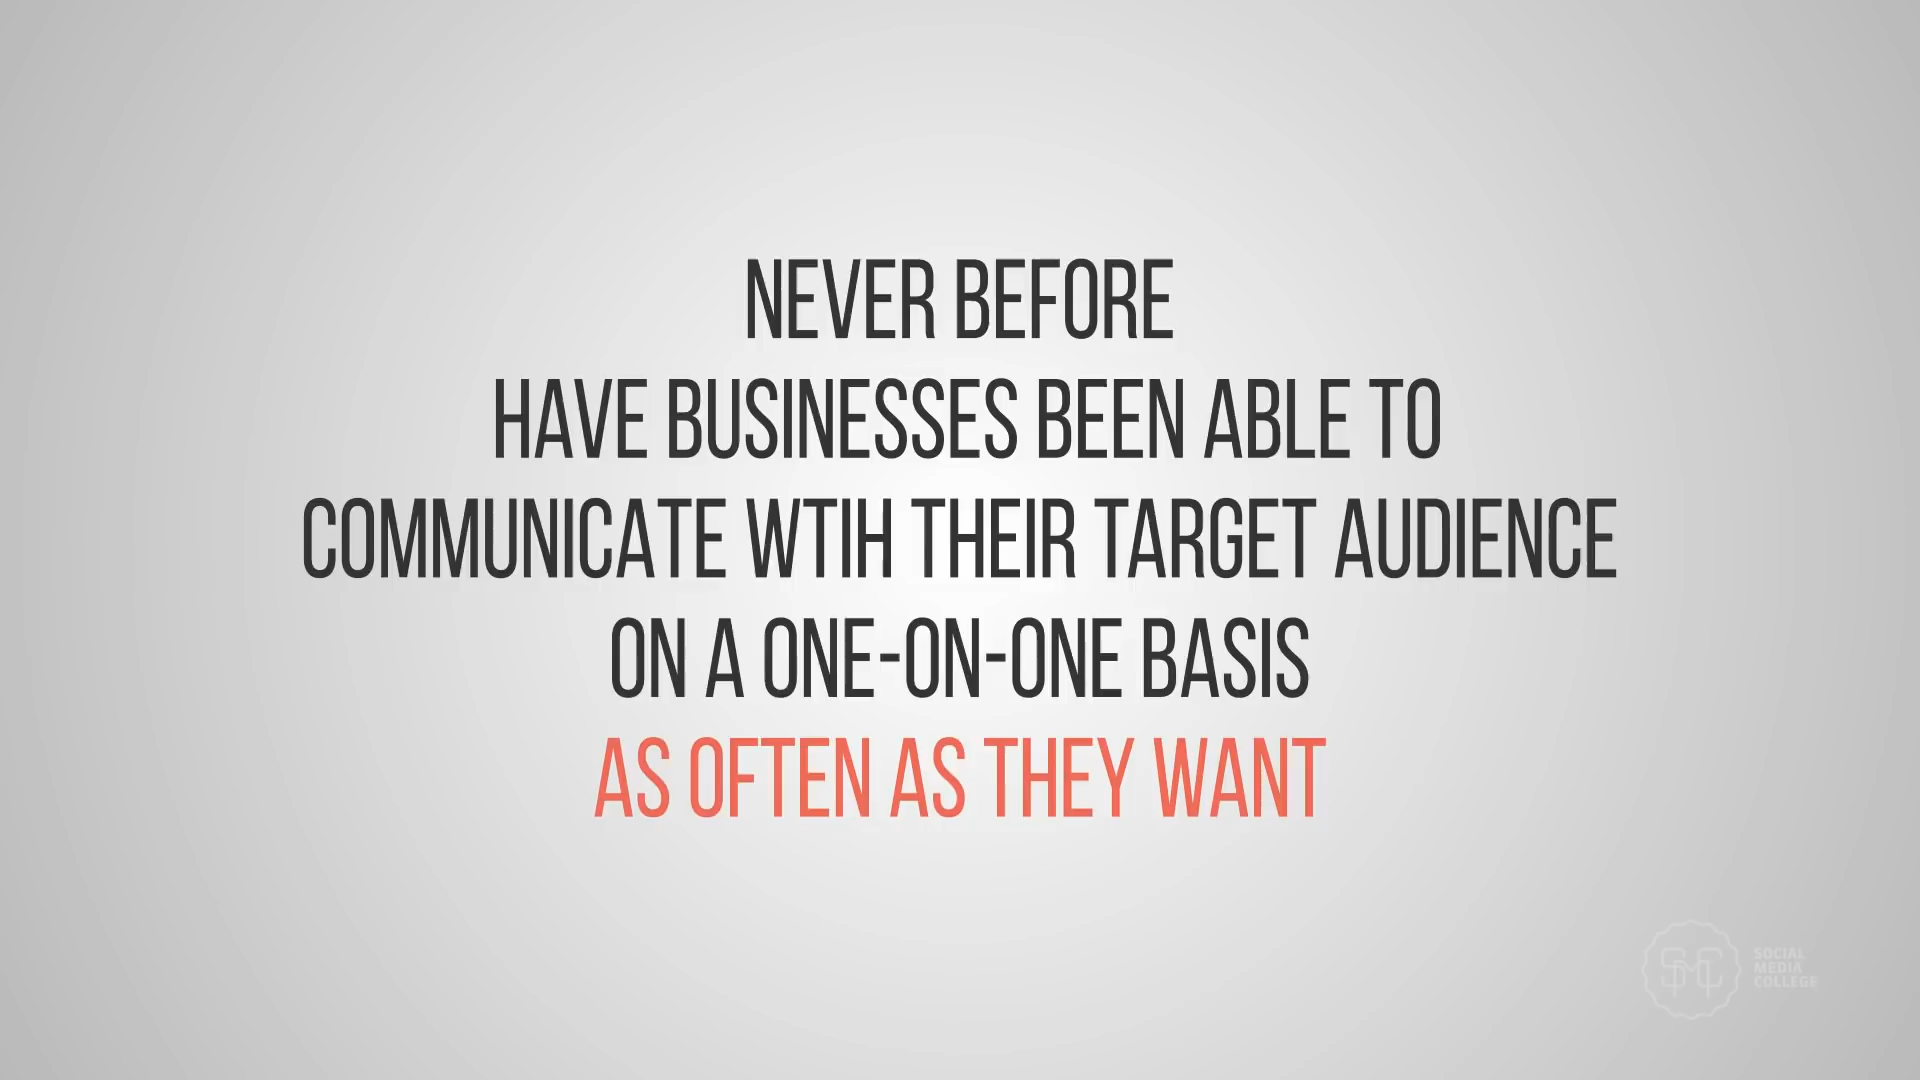 NEVER BEFORE
HAVE BUSINESSES BEEN ABLE TO
COMMUNICATE WTIH THEIR TARGET AUDIENCE
ON A ONE-ON-ONE BASIS
AS OFTEN AS THEY WANT
SMC
SOCIAL
MEDIA
COLLEGE